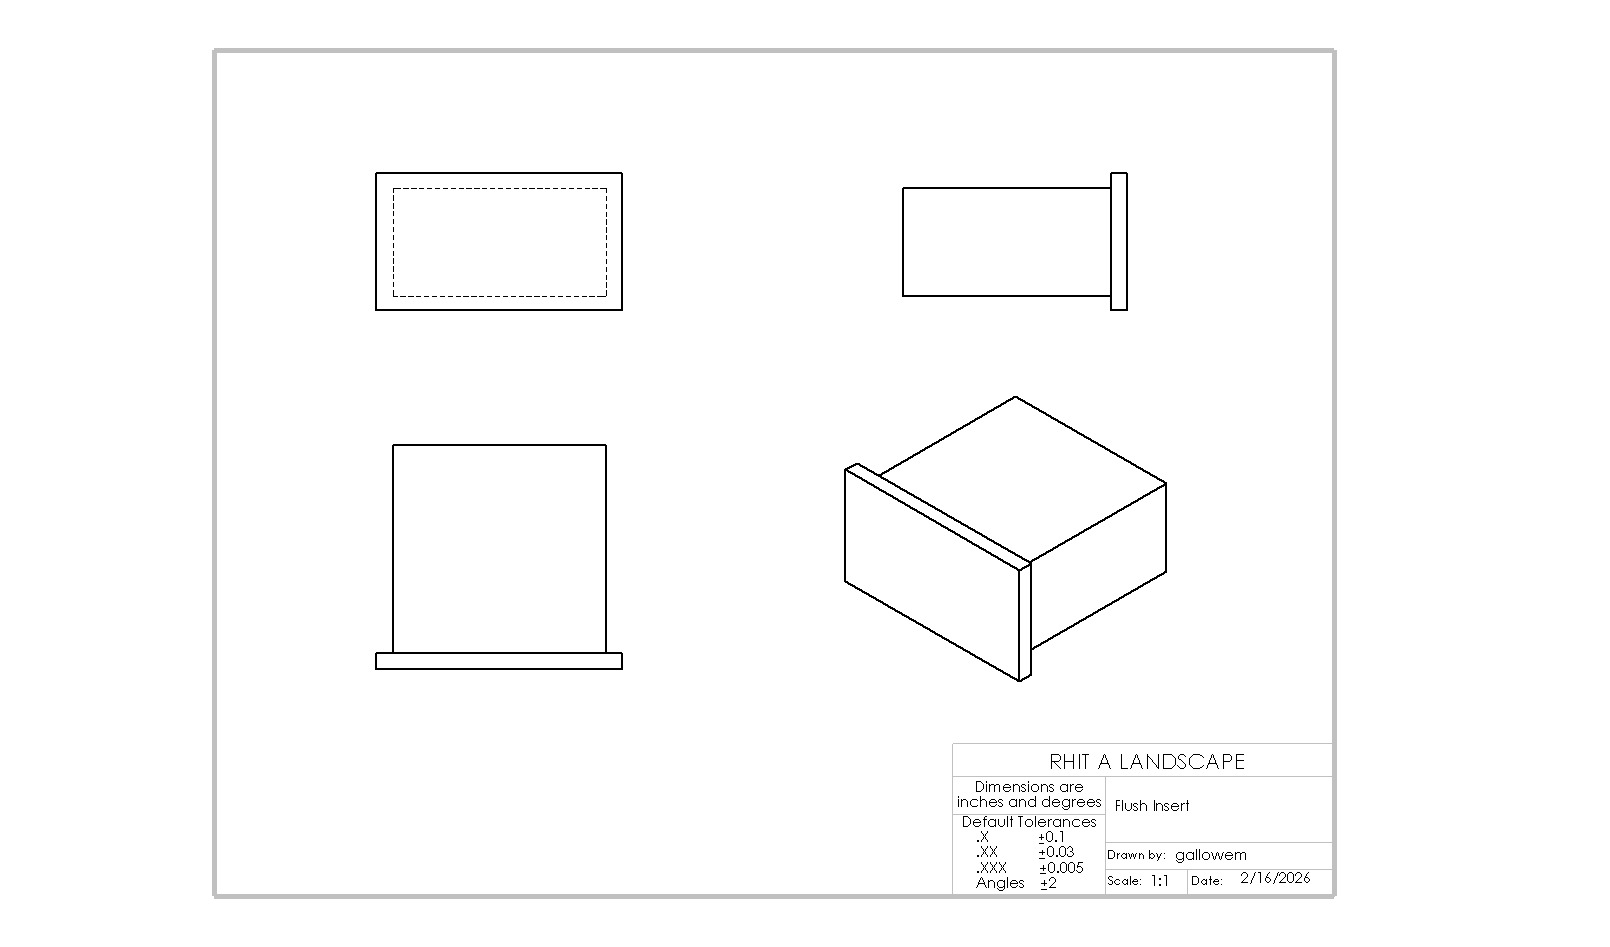 RHIT A LANDSCAPE
Dimensions are
inches and degrees
Flush Insert
Default Tolerances
.X ±0.1
.XX ±0.03
.XXX ±0.005
Angles ±2
Drawn by: gallowem
Scale: 1:1 Date: 2/16/2026